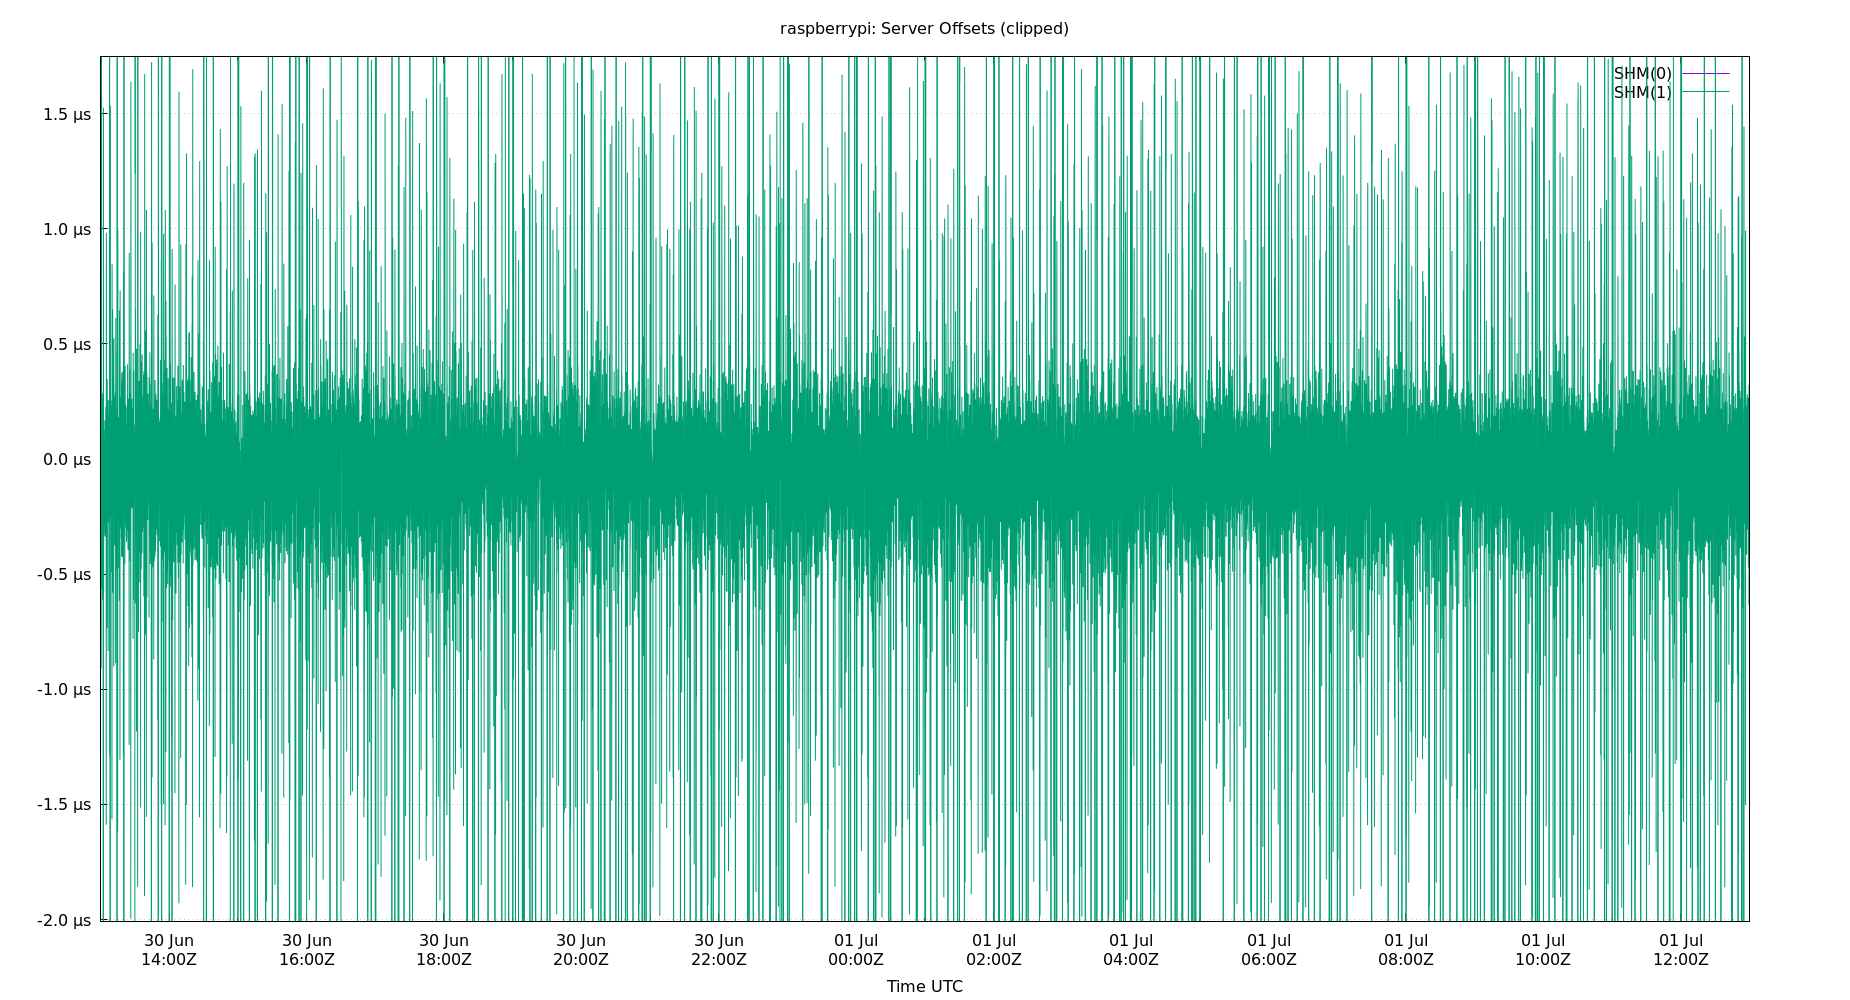 raspberrypi: Server Offsets (clipped)
SHM(0)
SHM(1)
1.5 µs
1.0 µs
0.5 µs
0.0 µs
-0.5 µs
-1.0 µs
-1.5 µs
-2.0 µs
30 Jun 30 Jun 30 Jun 30 Jun 30 Jun 01 Jul 01 Jul 01 Jul 01 Jul 01 Jul 01 Jul 01 Jul
14:00Z 16:00Z 18:00Z 20:00Z 22:00Z 00:00Z 02:00Z 04:00Z 06:00Z 08:00Z 10:00Z 12:00Z
Time UTC